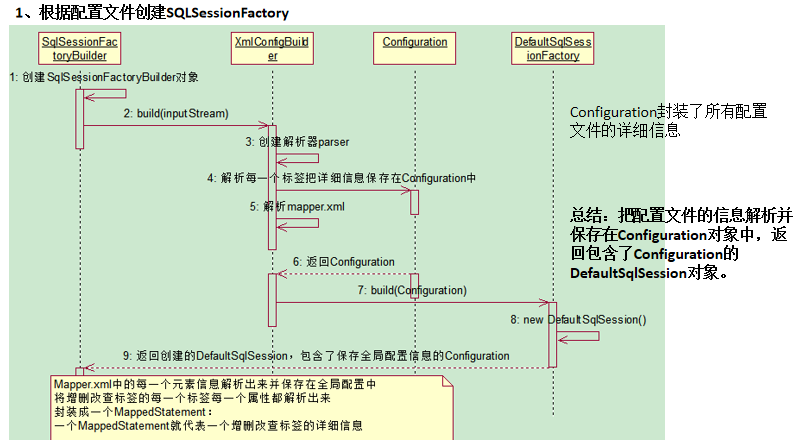 1、根据配置文件创建SQLSessionFactory
SqlSessionFac
toryBuilder
XmlConfigBuild
er
Configuration
DefaultSqlSess
ionFactory
1: 创建SqlSessionFactoryBuilder对象
2: build(inputStream)
3: 创建解析器parser
4: 解析每一个标签把详细信息保存在Configuration中
5: 解析mapper.xml
6: 返回Configuration
7: build(Configuration)
8: new DefaultSqlSession()
9: 返回创建的DefaultSqlSession，包含了保存全局配置信息的Configuration
Mapper.xml中的每一个元素信息解析出来并保存在全局配置中
将增删改查标签的每一个标签每一个属性都解析出来
封装成一个MappedStatement：
一个MappedStatement就代表一个增删改查标签的详细信息
Configuration封装了所有配置
文件的详细信息
总结：把配置文件的信息解析并
保存在Configuration对象中，返
回包含了Configuration的
DefaultSqlSession对象。